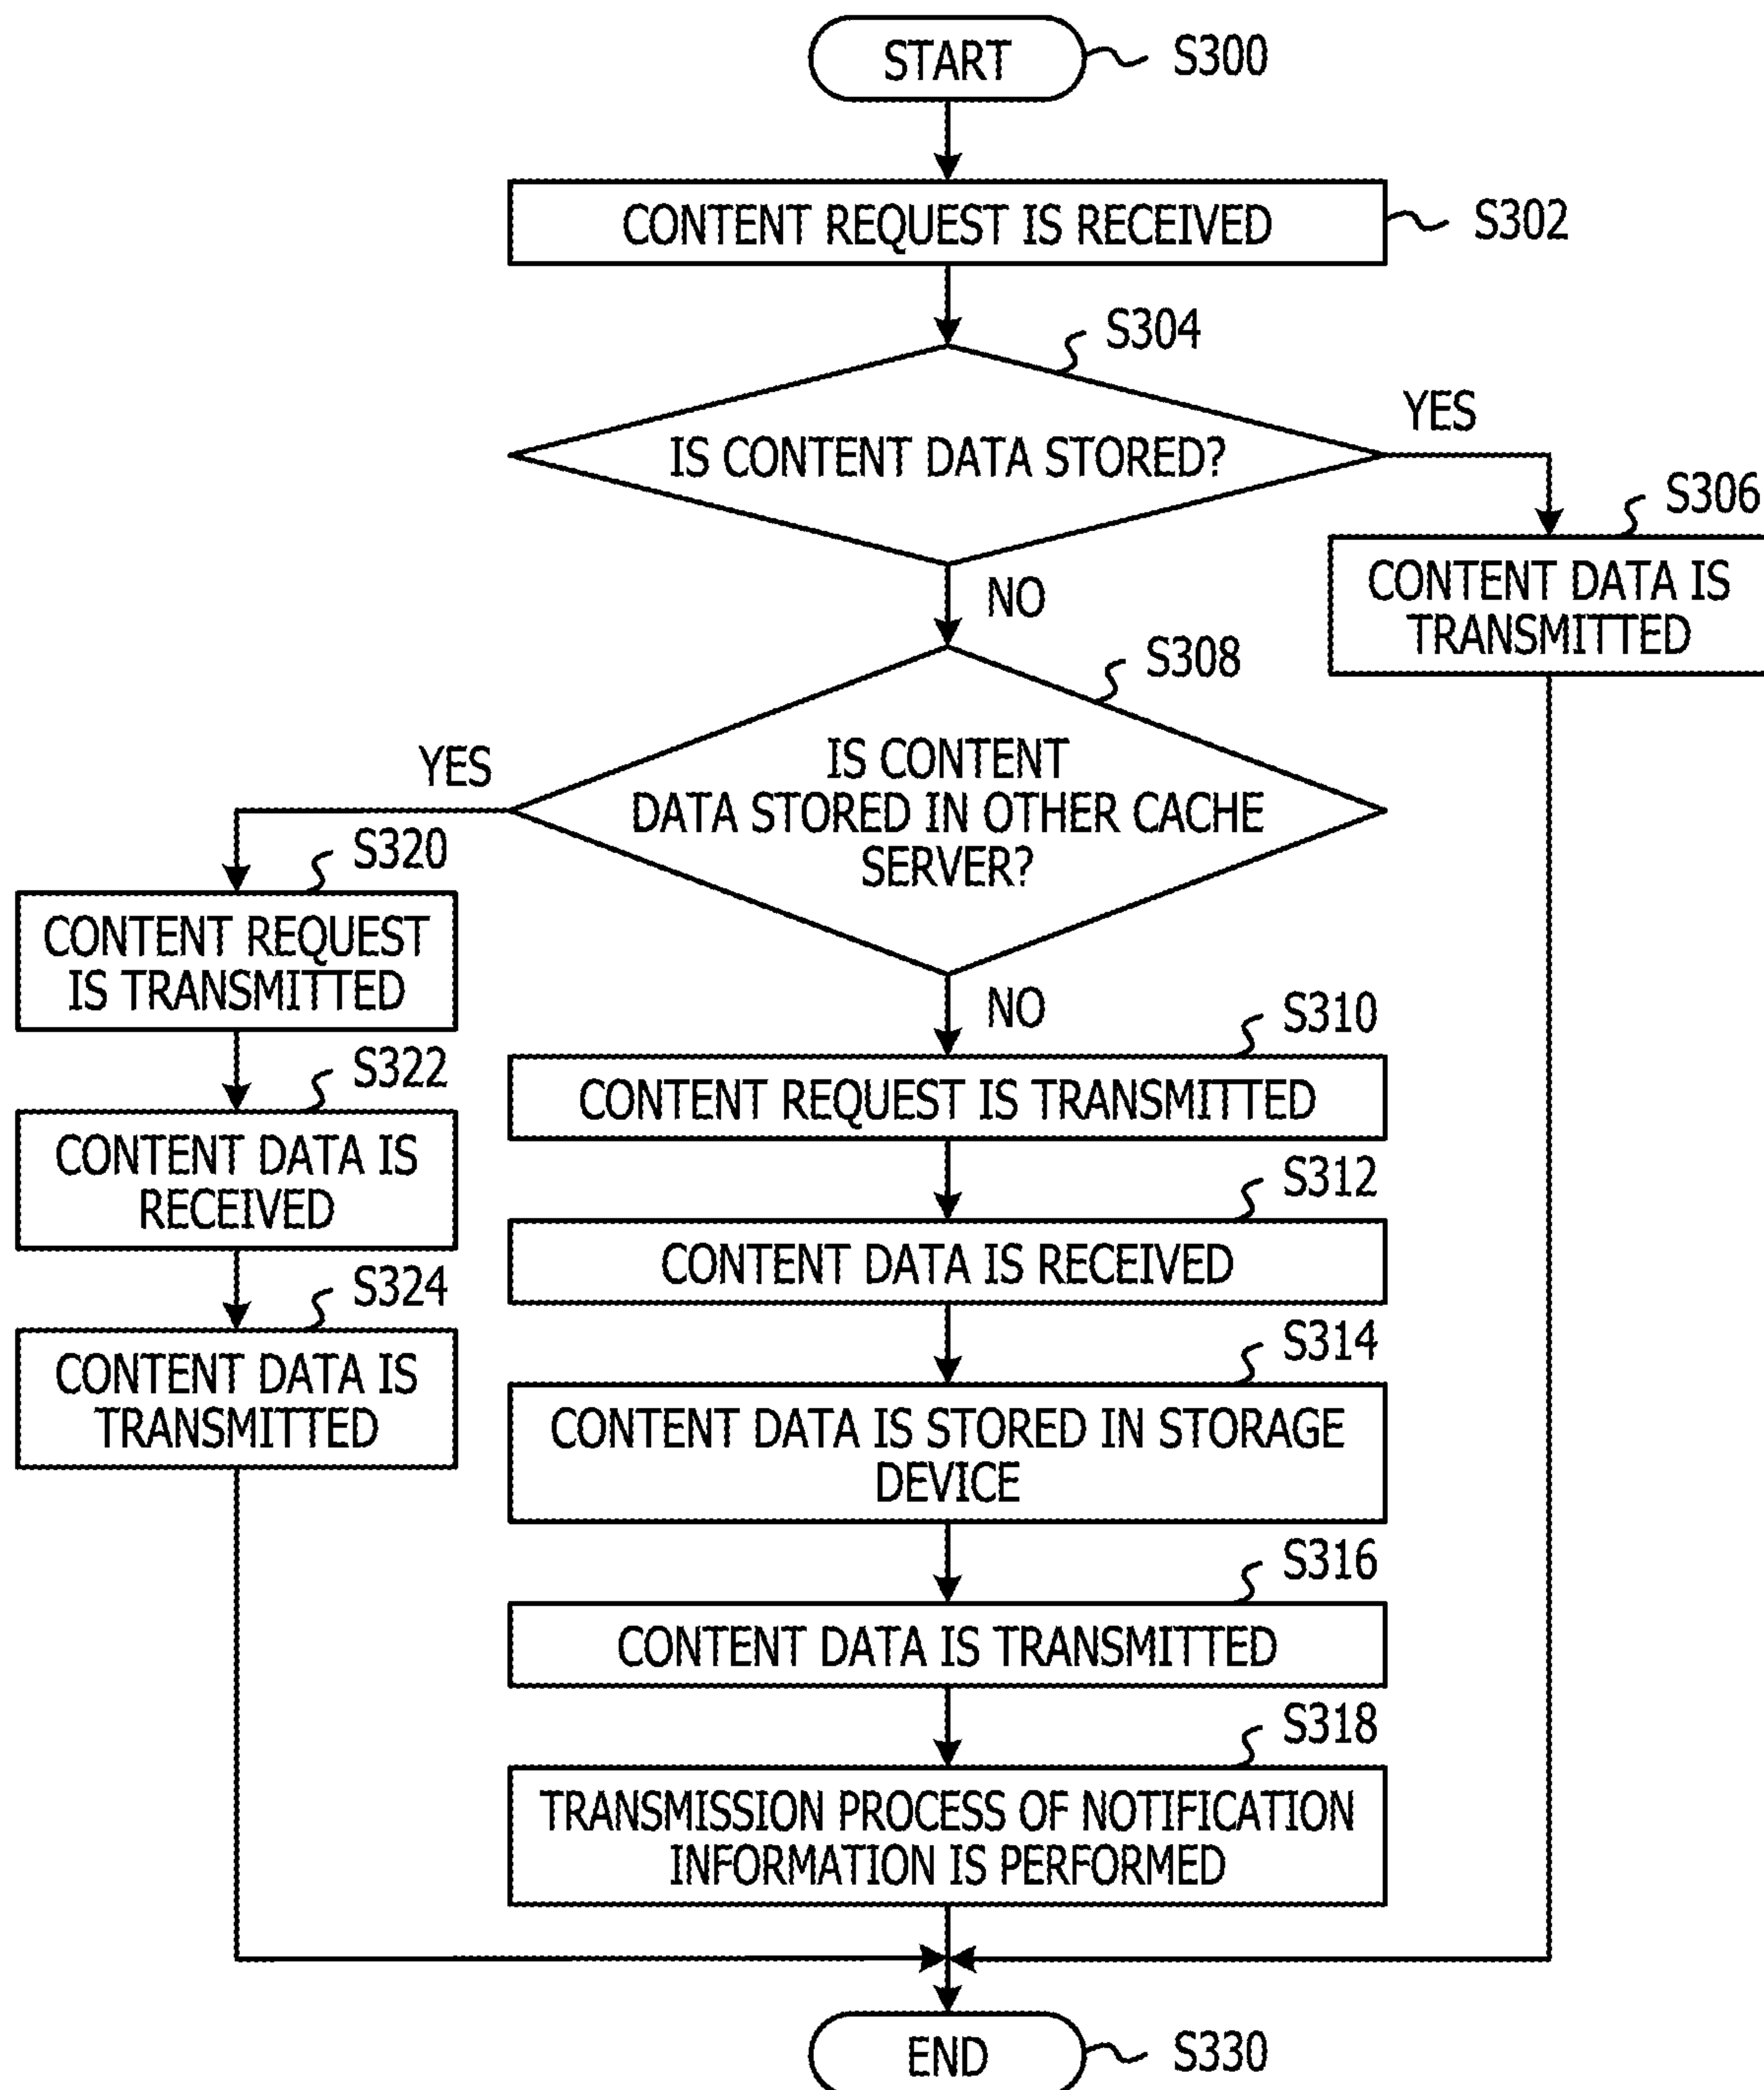 START
S300
CONTENT REQUEST IS RECEIVED
S302
S304
IS CONTENT DATA STORED?
YES
S306
CONTENT DATA IS
TRANSMITTED
NO
S308
IS CONTENT
DATA STORED IN OTHER CACHE
SERVER?
YES
S320
CONTENT REQUEST
IS TRANSMITTED
S322
CONTENT DATA IS
RECEIVED
S324
CONTENT DATA IS
TRANSMITTED
NO
S310
CONTENT REQUEST IS TRANSMITTED
S312
CONTENT DATA IS RECEIVED
S314
CONTENT DATA IS STORED IN STORAGE
DEVICE
S316
CONTENT DATA IS TRANSMITTED
S318
TRANSMISSION PROCESS OF NOTIFICATION
INFORMATION IS PERFORMED
END
S330